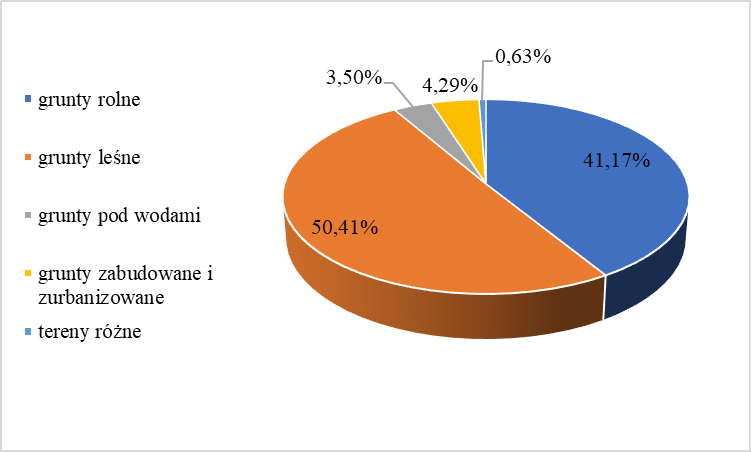 0,63%
3,50%
4,29%
grunty rolne
grunty leśne
grunty pod wodami
grunty zabudowane i
zurbanizowane
tereny różne
41,17%
50,41%